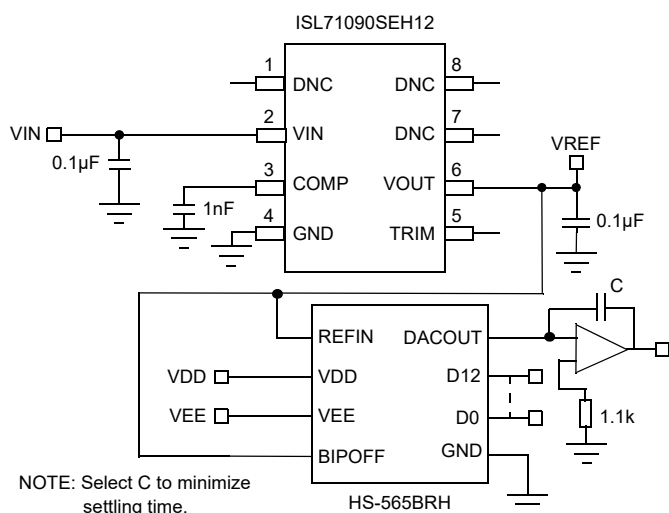 ISL71090SEH12
1
DNC
DNC
8
VIN
2
VIN
DNC
7
VREF
0.1µF
3
COMP
VOUT
6
1nF
4
GND
TRIM
5
0.1µF
C
REFIN
DACOUT
VDD
VDD
D12
VEE
VEE
D0
1.1k
BIPOFF
GND
NOTE: Select C to minimize
settling time.
HS-565BRH